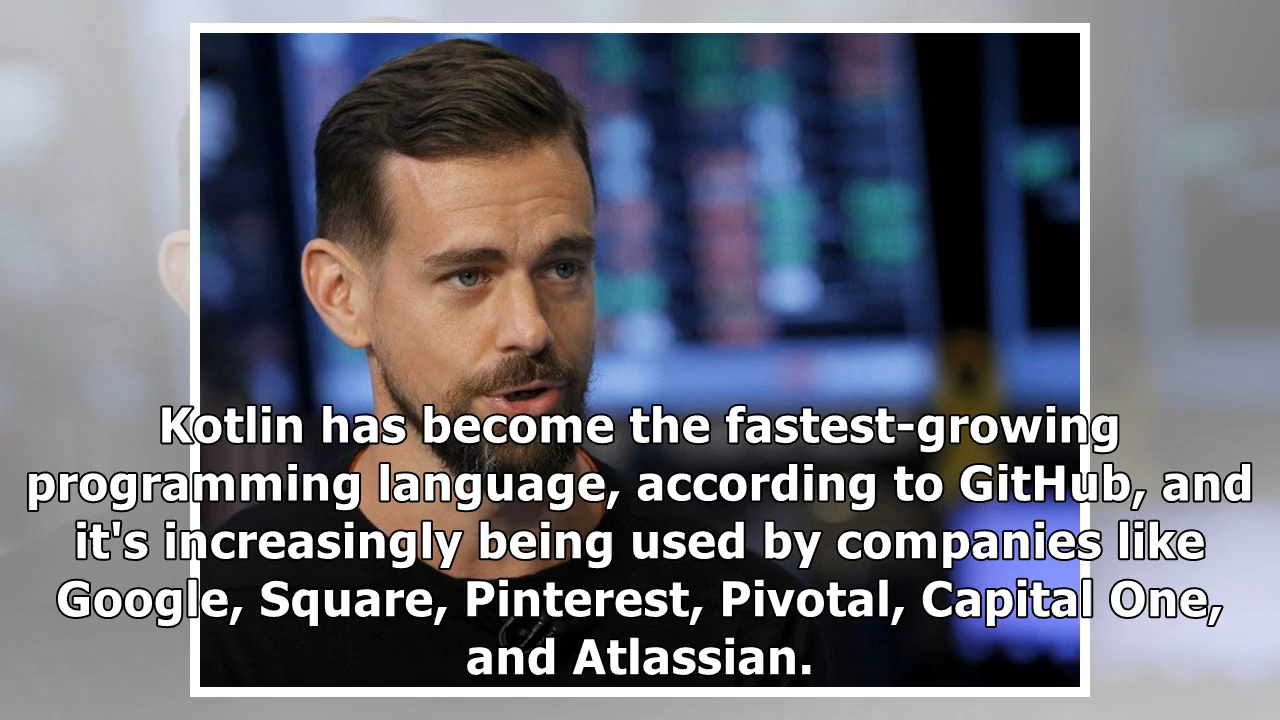 Kotlin has become the fastest-growing
programming language, according to GitHub, and
it's increasingly being used by companies like
Google, Square, Pinterest, Pivotal, Capital One,
and Atlassian.